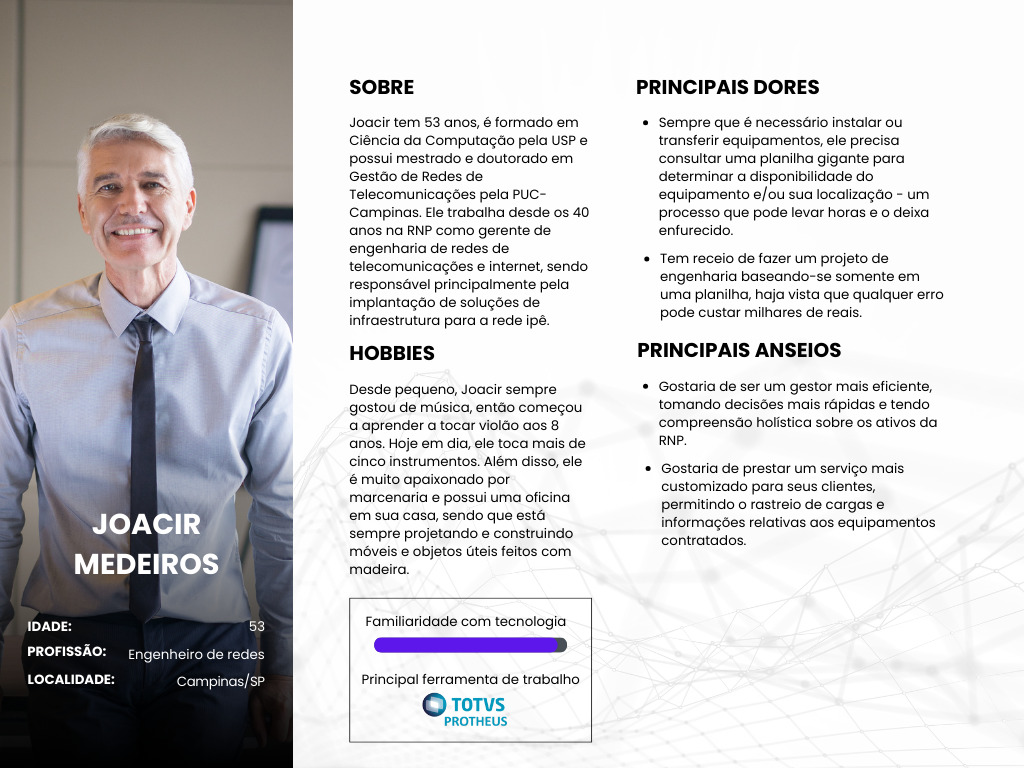 JOACIR
MEDEIROS
IDADE: 53
PROFISSÃO: Engenheiro de redes
LOCALIDADE: Campinas/SP
SOBRE
Joacir tem 53 anos, é formado em
Ciência da Computação pela USP e
possui mestrado e doutorado em
Gestão de Redes de
Telecomunicações pela PUC-
Campinas. Ele trabalha desde os 40
anos na RNP como gerente de
engenharia de redes de
telecomunicações e internet, sendo
responsável principalmente pela
implantação de soluções de
infraestrutura para a rede ipê.
HOBBIES
Desde pequeno, Joacir sempre
gostou de música, então começou
a aprender a tocar violão aos 8
anos. Hoje em dia, ele toca mais de
cinco instrumentos. Além disso, ele
é muito apaixonado por
marcenaria e possui uma oficina
em sua casa, sendo que está
sempre projetando e construindo
móveis e objetos úteis feitos com
madeira.
Familiaridade com tecnologia
Principal ferramenta de trabalho
TOTVS
PROTHEUS
PRINCIPAIS DORES
• Sempre que é necessário instalar ou
transferir equipamentos, ele precisa
consultar uma planilha gigante para
determinar a disponibilidade do
equipamento e/ou sua localização - um
processo que pode levar horas e o deixa
enfurecido.
• Tem receio de fazer um projeto de
engenharia baseando-se somente em
uma planilha, haja vista que qualquer erro
pode custar milhares de reais.
PRINCIPAIS ANSEIOS
• Gostaria de ser um gestor mais eficiente,
tomando decisões mais rápidas e tendo
compreensão holística sobre os ativos da
RNP.
• Gostaria de prestar um serviço mais
customizado para seus clientes,
permitindo o rastreio de cargas e
informações relativas aos equipamentos
contratados.